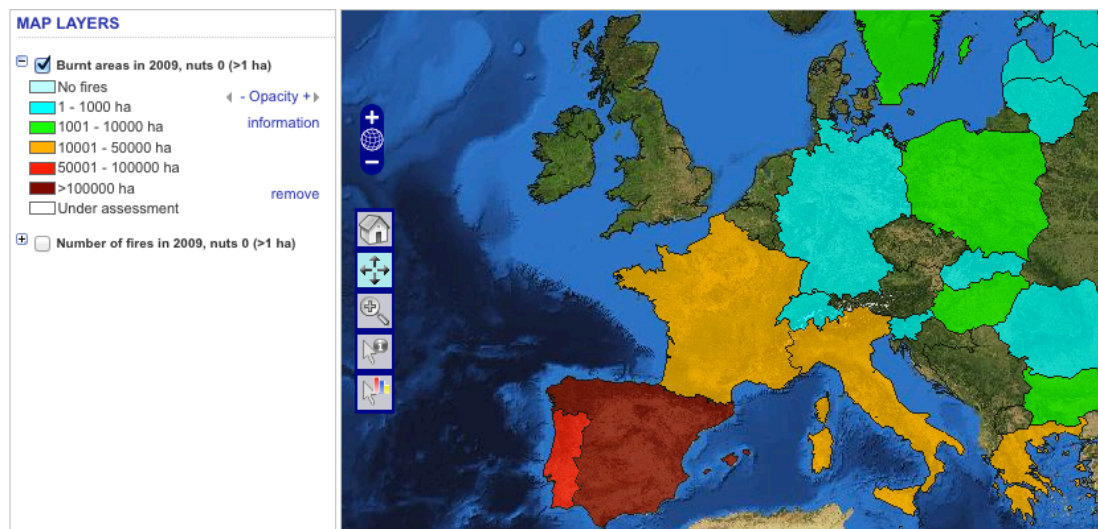 MAP LAYERS
Burnt areas in 2009, nuts 0 (>1 ha)
No fires
1 - 1000 ha
- Opacity +
1001 - 10000 ha
information
10001 - 50000 ha
50001 - 100000 ha
>100000 ha
remove
Under assessment
Number of fires in 2009, nuts 0 (>1 ha)